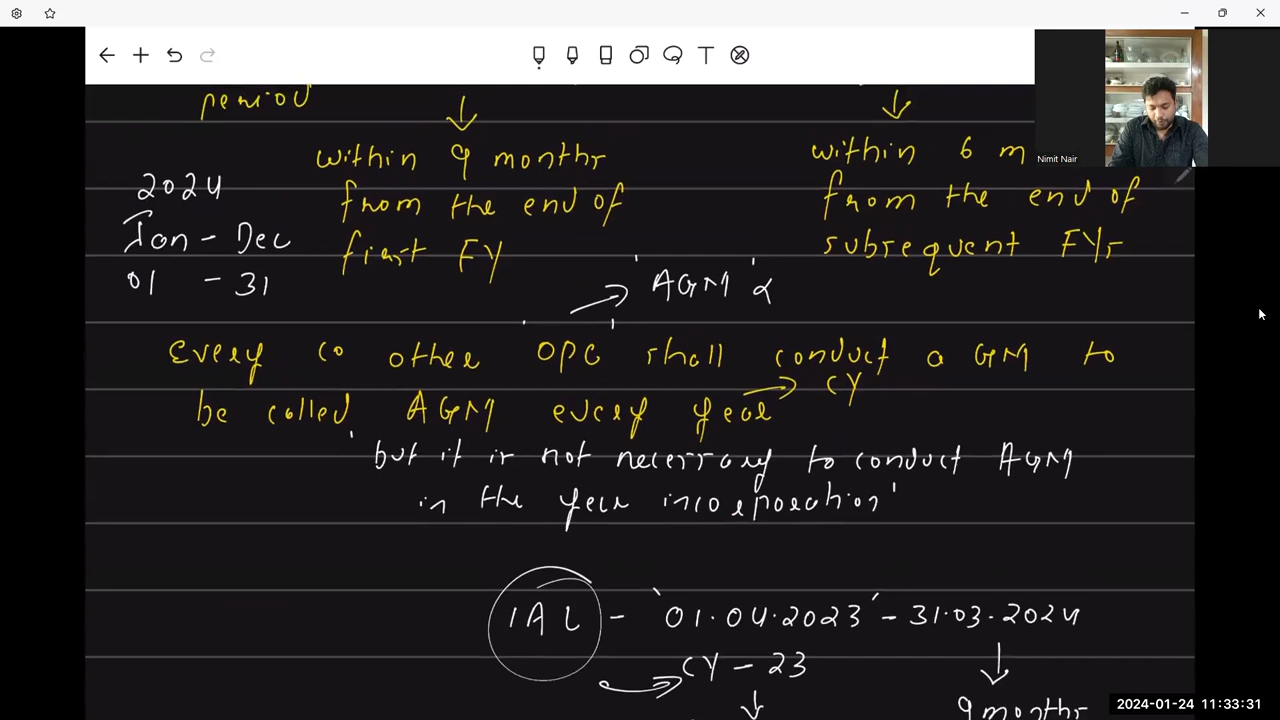 period
within 9 months
from the end of
first FY
within 6 m
from the end of
subsequent FYs
2024
Jan - Dec
01 - 31
'AGM' α
Every co other 'OPC' shall conduct a GM to
be called AGM every year → CY
'but it is not necessary to conduct AGM
in the year incorporation'
IAL - '01.04.2023' - 31.03.2024
CY - 23
9 months
Nimit Nair
2024-01-24 11:33:31